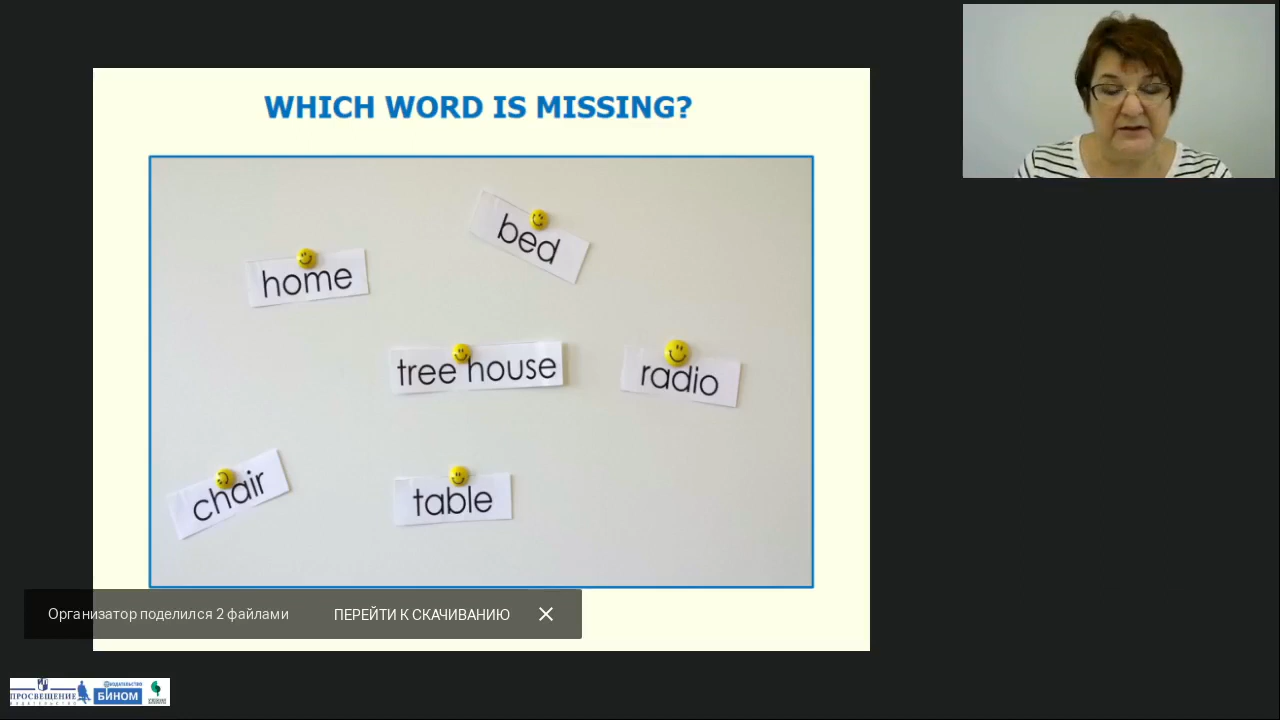 WHICH WORD IS MISSING?
bed
home
tree house
radio
chair
table
Организатор поделился 2 файлами ПЕРЕЙТИ К СКАЧИВАНИЮ
ПРОСВЕЩЕНИЕ
ИЗДАТЕЛЬСТВО
БИНОМ